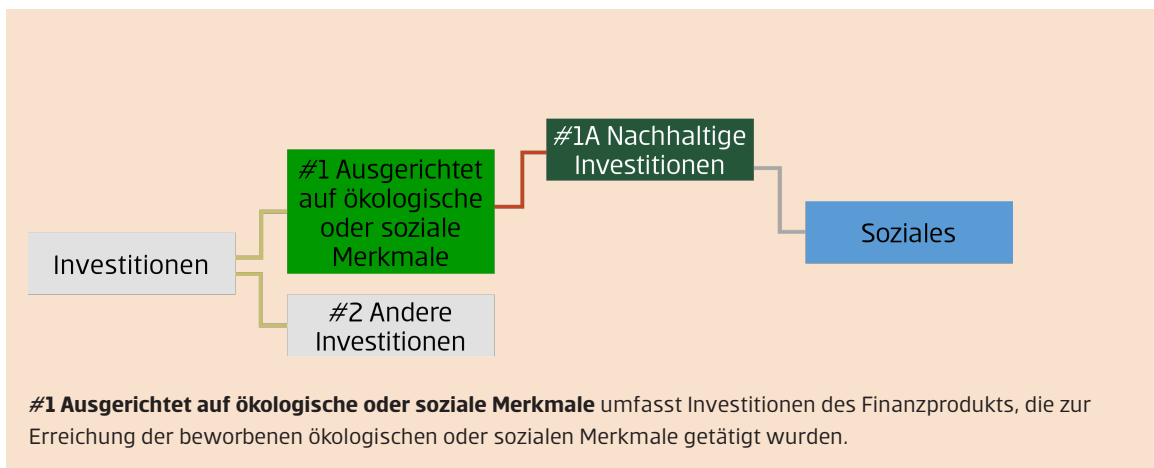 #1A Nachhaltige
Investitionen
#1 Ausgerichtet
auf ökologische
oder soziale
Merkmale
Soziales
Investitionen
#2 Andere
Investitionen
#1 Ausgerichtet auf ökologische oder soziale Merkmale umfasst Investitionen des Finanzprodukts, die zur
Erreichung der beworbenen ökologischen oder sozialen Merkmale getätigt wurden.